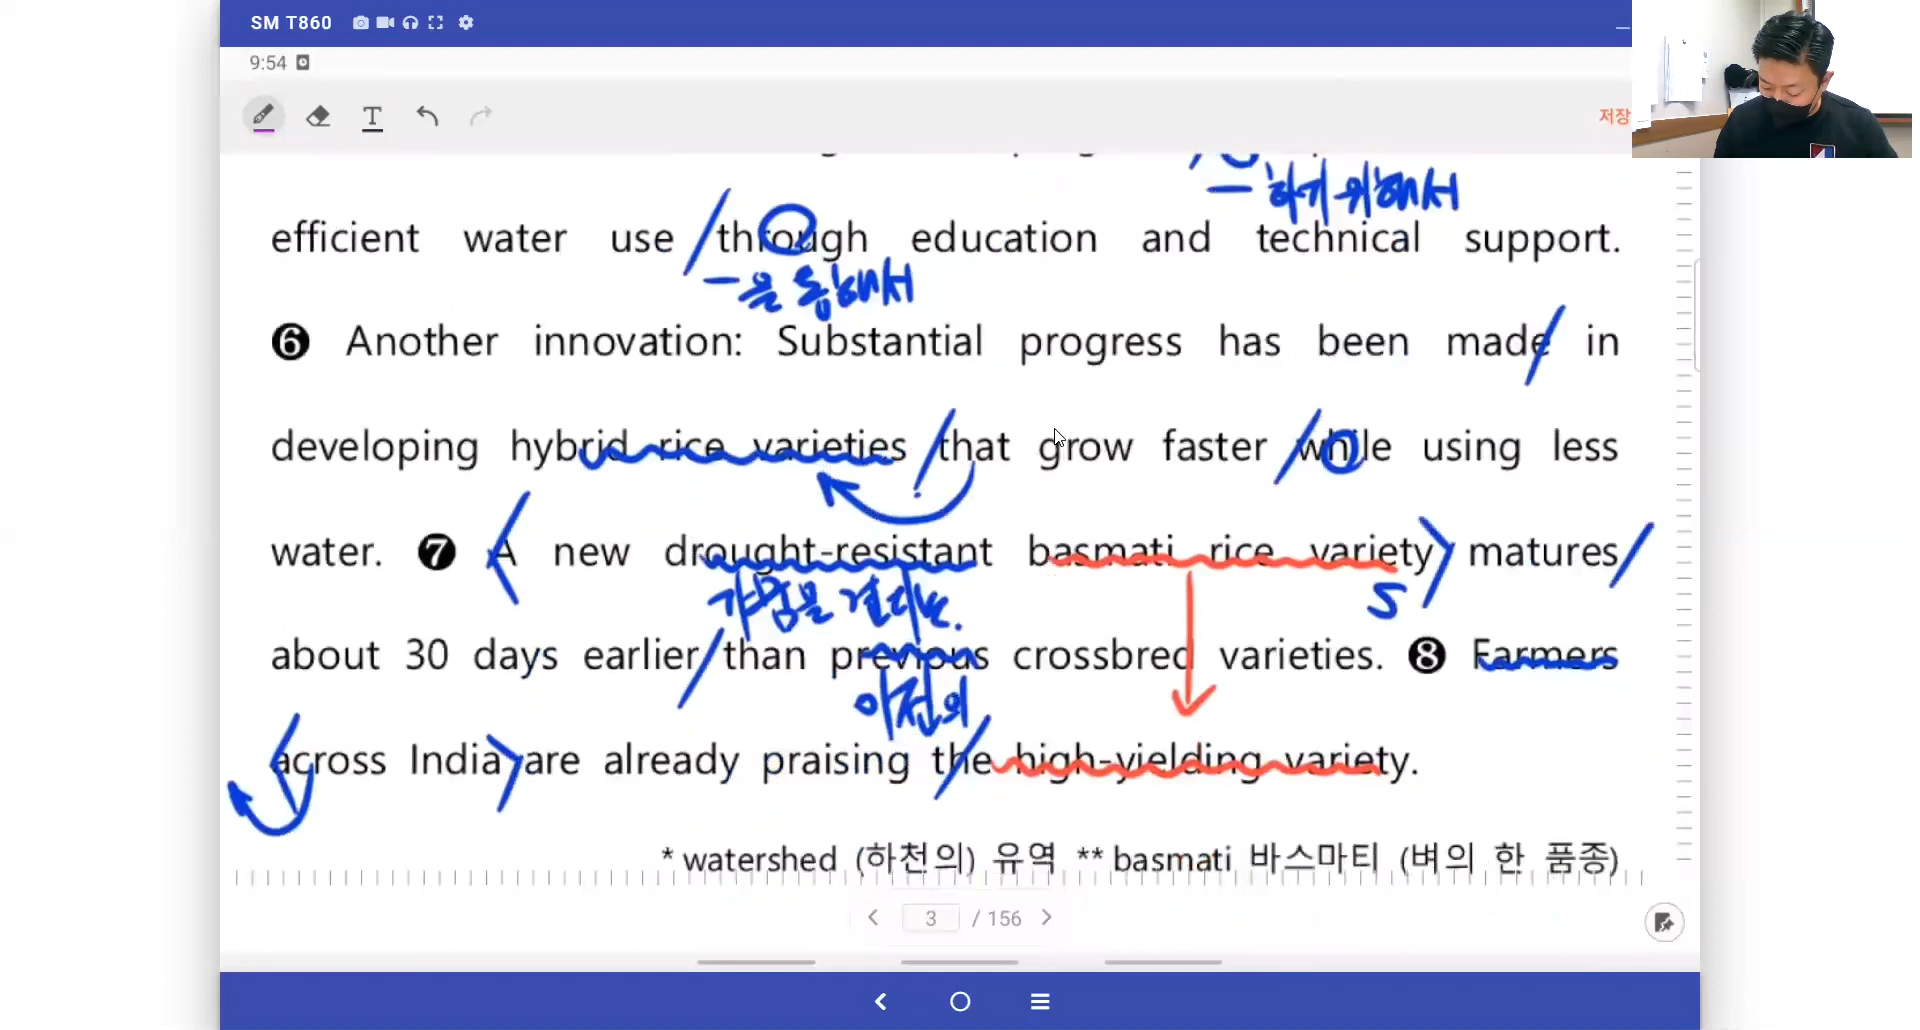 SM T860
9:54
저장
- 하기 위해서
efficient water use through education and technical support.
-을 통해서
❻ Another innovation: Substantial progress has been made in
developing hybrid rice varieties that grow faster while using less
water. ❼ A new drought-resistant basmati rice variety matures
가뭄을 견디는. S
about 30 days earlier than previous crossbred varieties. ❽ Farmers
이전의
across India are already praising the high-yielding variety.
* watershed (하천의) 유역 ** basmati 바스마티 (벼의 한 품종)
3 / 156